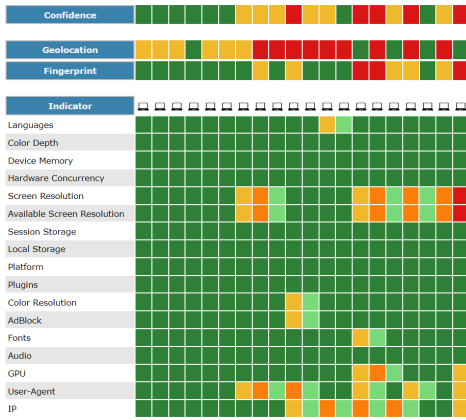 Confidence
Geolocation
Fingerprint
Indicator
Languages
Color Depth
Device Memory
Hardware Concurrency
Screen Resolution
Available Screen Resolution
Session Storage
Local Storage
Platform
Plugins
Color Resolution
AdBlock
Fonts
Audio
GPU
User-Agent
IP